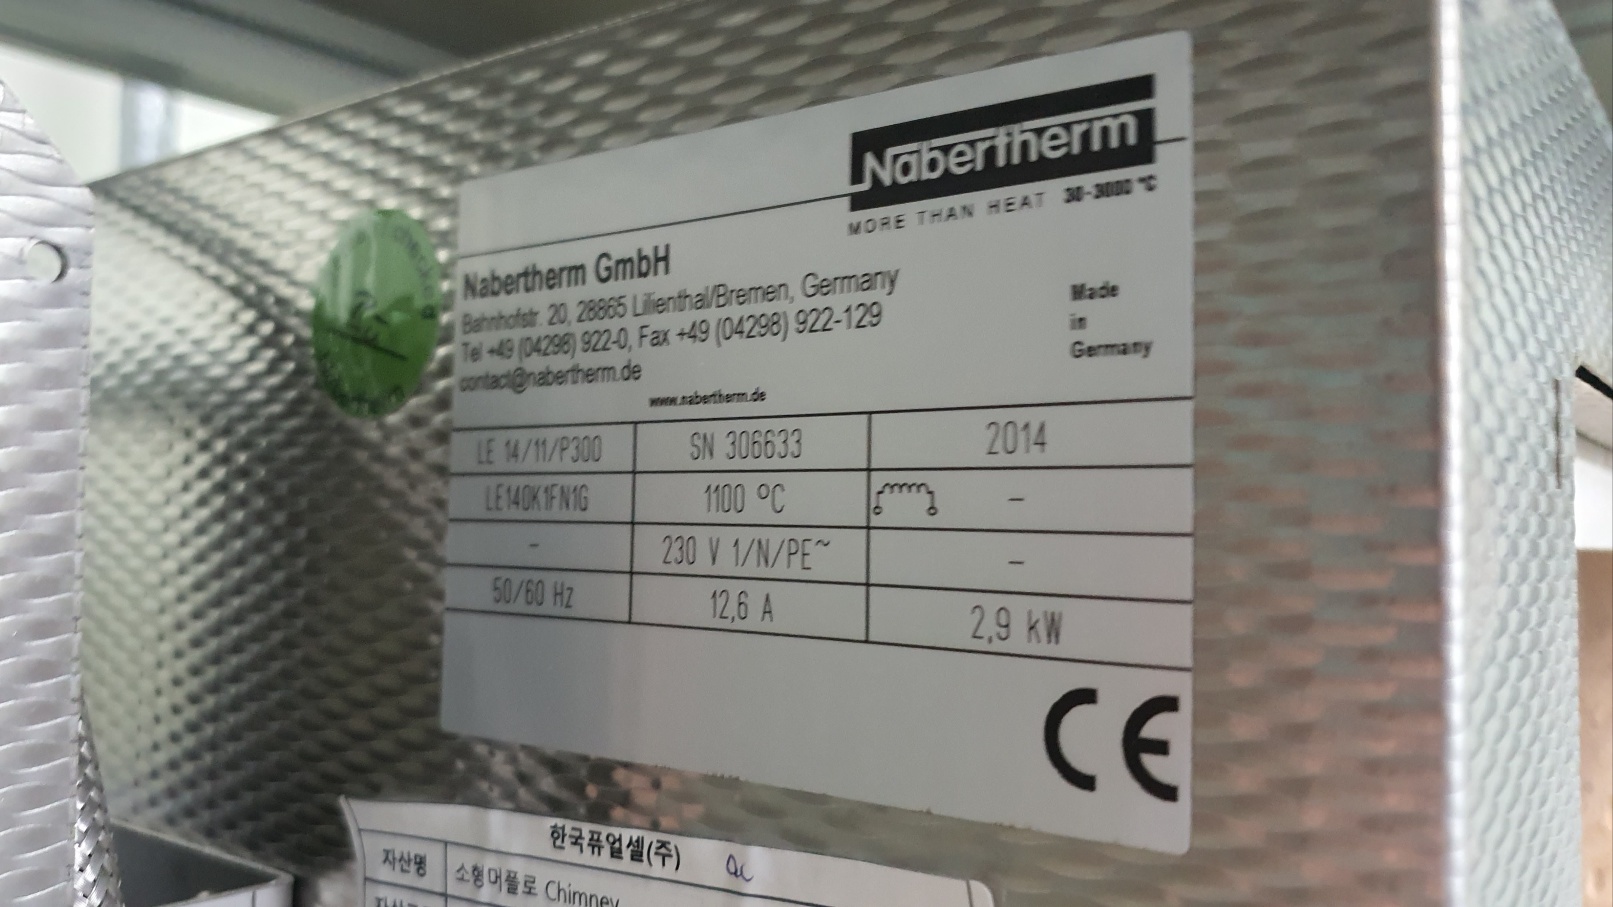 Nabertherm
MORE THAN HEAT 30-3000 °C
Nabertherm GmbH
Bahnhofstr. 20, 28865 Lilienthal/Bremen, Germany
Tel +49 (04298) 922-0, Fax +49 (04298) 922-129
contact@nabertherm.de
www.nabertherm.de
Made
in
Germany
LE 14/11/P300 SN 306633 2014
LE140K1FN1G 1100 °C -
- 230 V 1/N/PE~ -
50/60 Hz 12,6 A 2,9 kW
CE
한국퓨얼셀(주)
자산명 소형머플로 Chimney